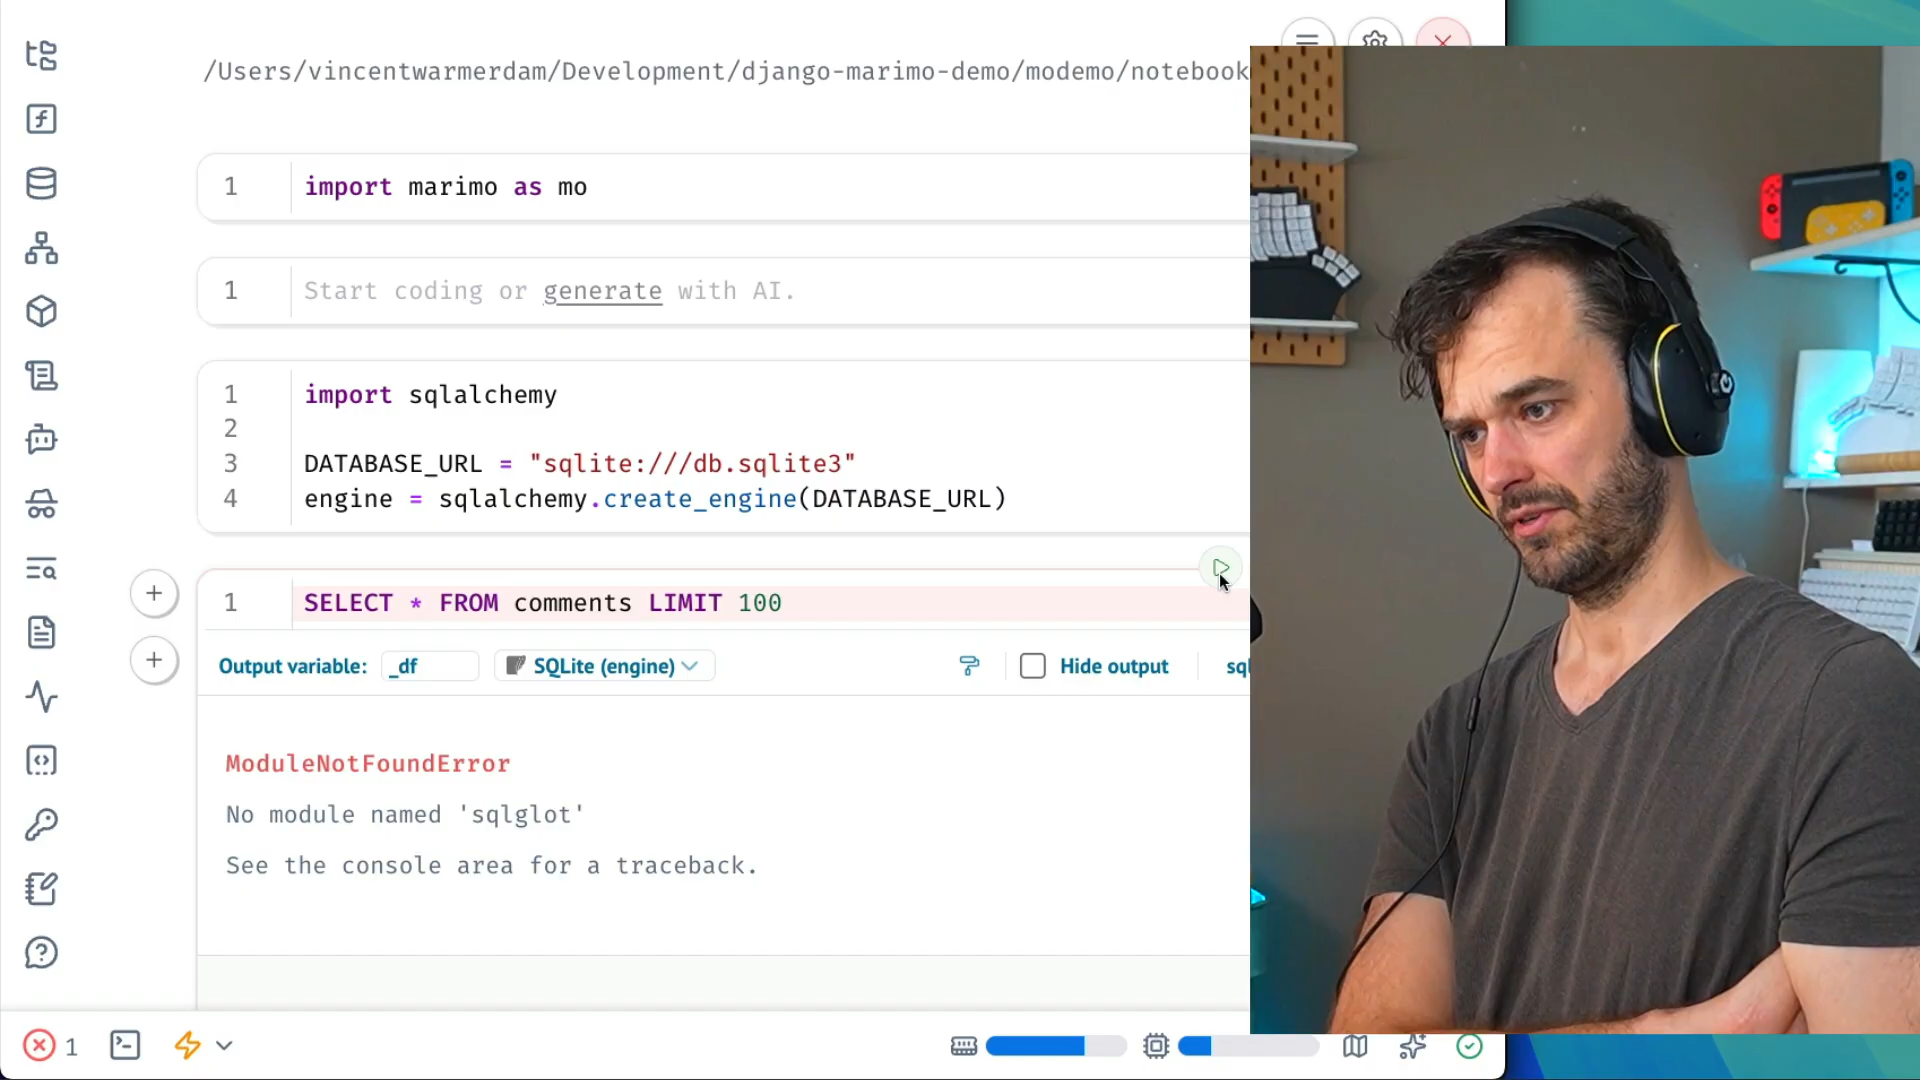 /Users/vincentwarmerdam/Development/django-marimo-demo/modemo/notebook
1 import marimo as mo
1 Start coding or generate with AI.
1 import sqlalchemy
2
3 DATABASE_URL = "sqlite:///db.sqlite3"
4 engine = sqlalchemy.create_engine(DATABASE_URL)
1 SELECT * FROM comments LIMIT 100
Output variable: _df SQLite (engine) Hide output sql
ModuleNotFoundError
No module named 'sqlglot'
See the console area for a traceback.
1